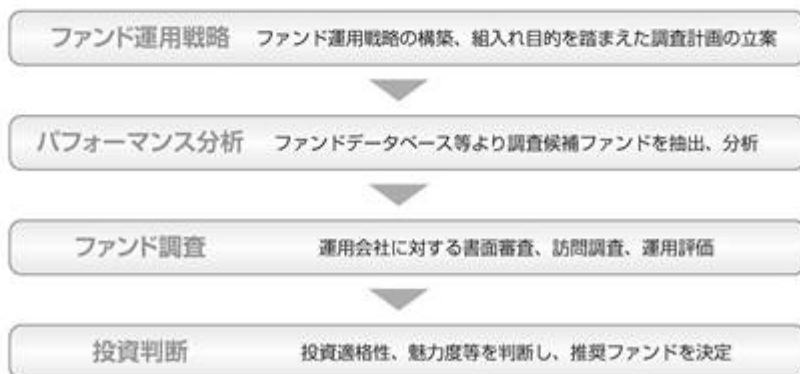 ファンド運用戦略 ファンド運用戦略の構築、組入れ目的を踏まえた調査計画の立案
パフォーマンス分析 ファンドデータベース等より調査候補ファンドを抽出、分析
ファンド調査 運用会社に対する書面審査、訪問調査、運用評価
投資判断 投資適格性、魅力度等を判断し、推奨ファンドを決定